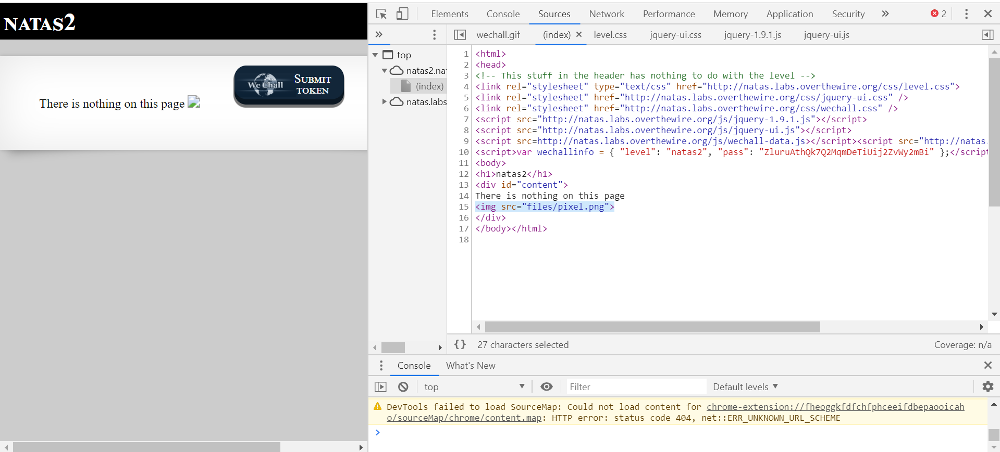 NATAS2
We Chall
SUBMIT
TOKEN
There is nothing on this page
Elements Console Sources Network Performance Memory Application Security 2
wechall.gif (index) level.css jquery-ui.css jquery-1.9.1.js jquery-ui.js
top
natas2.na
(index)
natas.labs
1 <html>
2 <head>
3 <!-- This stuff in the header has nothing to do with the level -->
4 <link rel="stylesheet" type="text/css" href="http://natas.labs.overthewire.org/css/level.css">
5 <link rel="stylesheet" href="http://natas.labs.overthewire.org/css/jquery-ui.css" />
6 <link rel="stylesheet" href="http://natas.labs.overthewire.org/css/wechall.css" />
7 <script src="http://natas.labs.overthewire.org/js/jquery-1.9.1.js"></script>
8 <script src="http://natas.labs.overthewire.org/js/jquery-ui.js"></script>
9 <script src=http://natas.labs.overthewire.org/js/wechall-data.js></script><script src="http://natas.
10 <script>var wechallinfo = { "level": "natas2", "pass": "ZluruAthQk7Q2MqmDeTiUij2ZvWy2mBi" };</script
11 <body>
12 <h1>natas2</h1>
13 <div id="content">
14 There is nothing on this page
15 <img src="files/pixel.png">
16 </div>
17 </body></html>
18
{} 27 characters selected Coverage: n/a
Console What's New
top Filter Default levels
DevTools failed to load SourceMap: Could not load content for chrome-extension://fheoggkfdfchfphceeifdbepaooicah
o/sourceMap/chrome/content.map: HTTP error: status code 404, net::ERR_UNKNOWN_URL_SCHEME